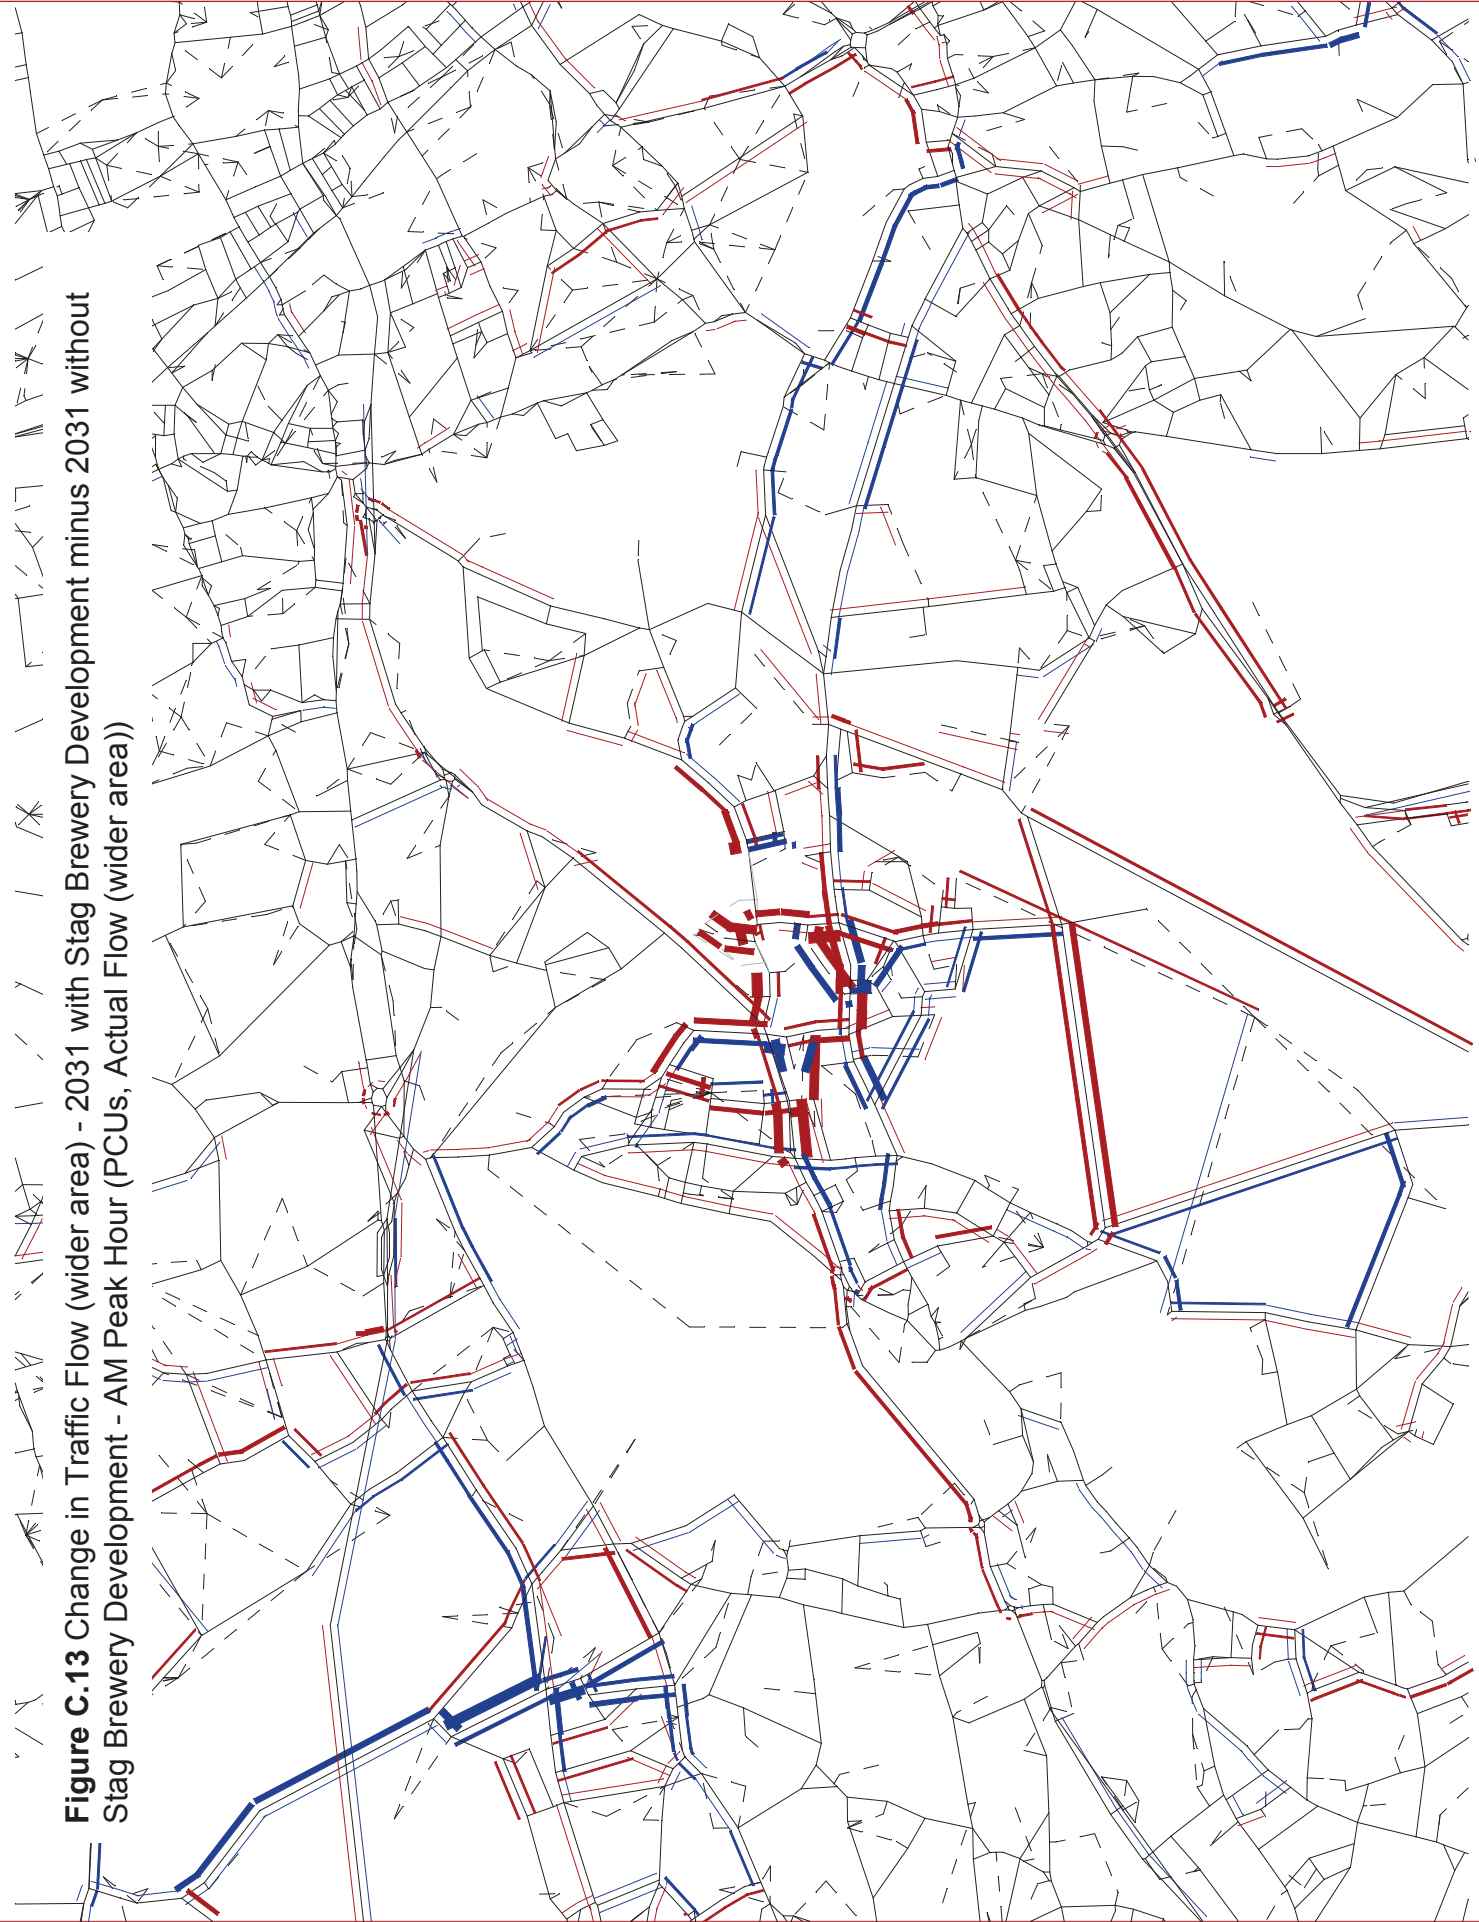 Figure C.13 Change in Traffic Flow (wider area) - 2031 with Stag Brewery Development minus 2031 without
Stag Brewery Development - AM Peak Hour (PCUs, Actual Flow (wider area))